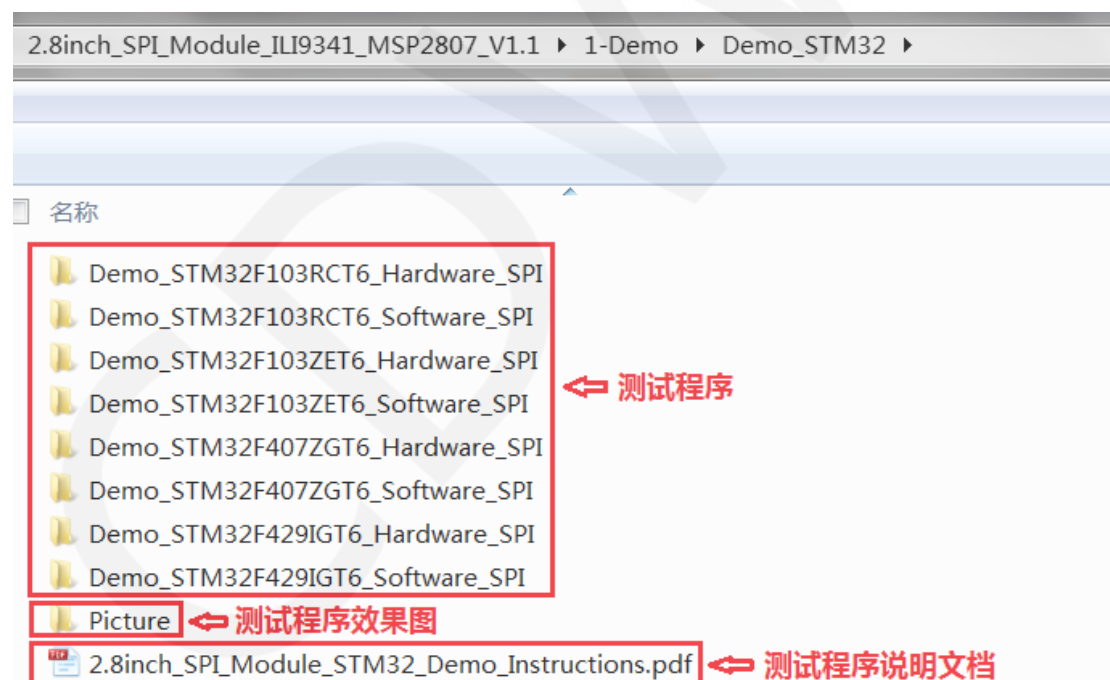 2.8inch_SPI_Module_ILI9341_MSP2807_V1.1 ▸ 1-Demo ▸ Demo_STM32 ▸
名称
Demo_STM32F103RCT6_Hardware_SPI
Demo_STM32F103RCT6_Software_SPI
Demo_STM32F103ZET6_Hardware_SPI
测试程序
Demo_STM32F103ZET6_Software_SPI
Demo_STM32F407ZGT6_Hardware_SPI
Demo_STM32F407ZGT6_Software_SPI
Demo_STM32F429IGT6_Hardware_SPI
Demo_STM32F429IGT6_Software_SPI
Picture 测试程序效果图
2.8inch_SPI_Module_STM32_Demo_Instructions.pdf 测试程序说明文档